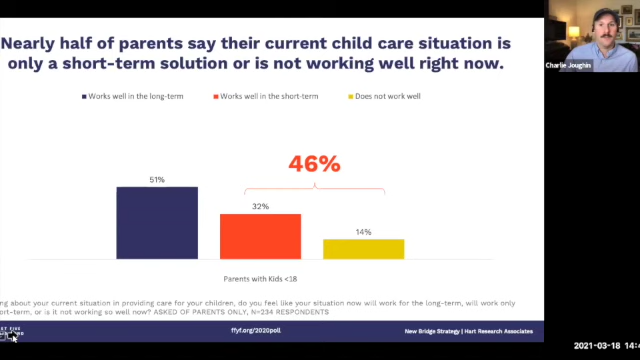 Nearly half of parents say their current child care situation is
only a short-term solution or is not working well right now.
Works well in the long-term Works well in the short-term Does not work well
46%
51%
32%
14%
Parents with Kids <18
ng about your current situation in providing care for your children, do you feel like your situation now will work for the long-term, will work only
ort-term, or is it not working so well now? ASKED OF PARENTS ONLY, N=234 RESPONDENTS
ffyf.org/2020poll
New Bridge Strategy | Hart Research Associates
Charlie Joughin
2021-03-18 14:4